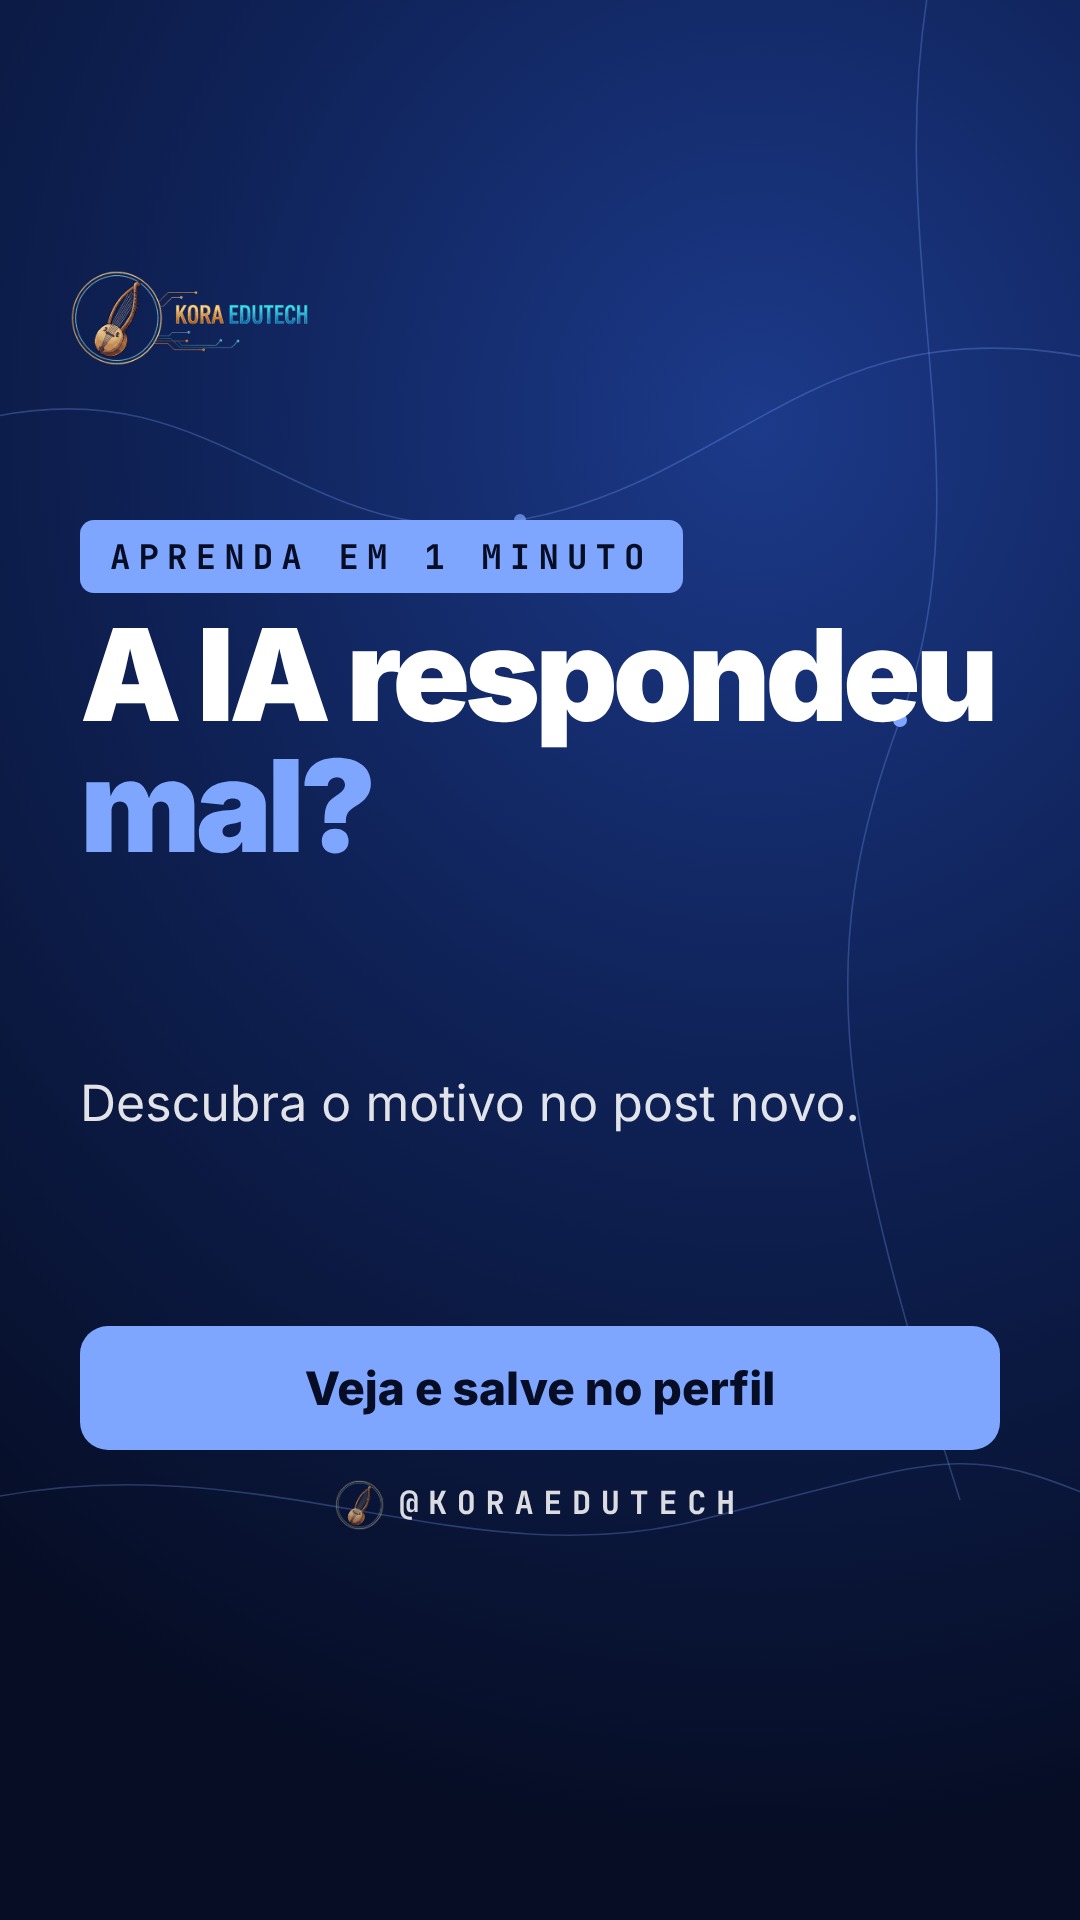 KORA EDUTECH
APRENDA EM 1 MINUTO
A IA respondeu
mal?
Descubra o motivo no post novo.
Veja e salve no perfil
@KORAEDUTECH